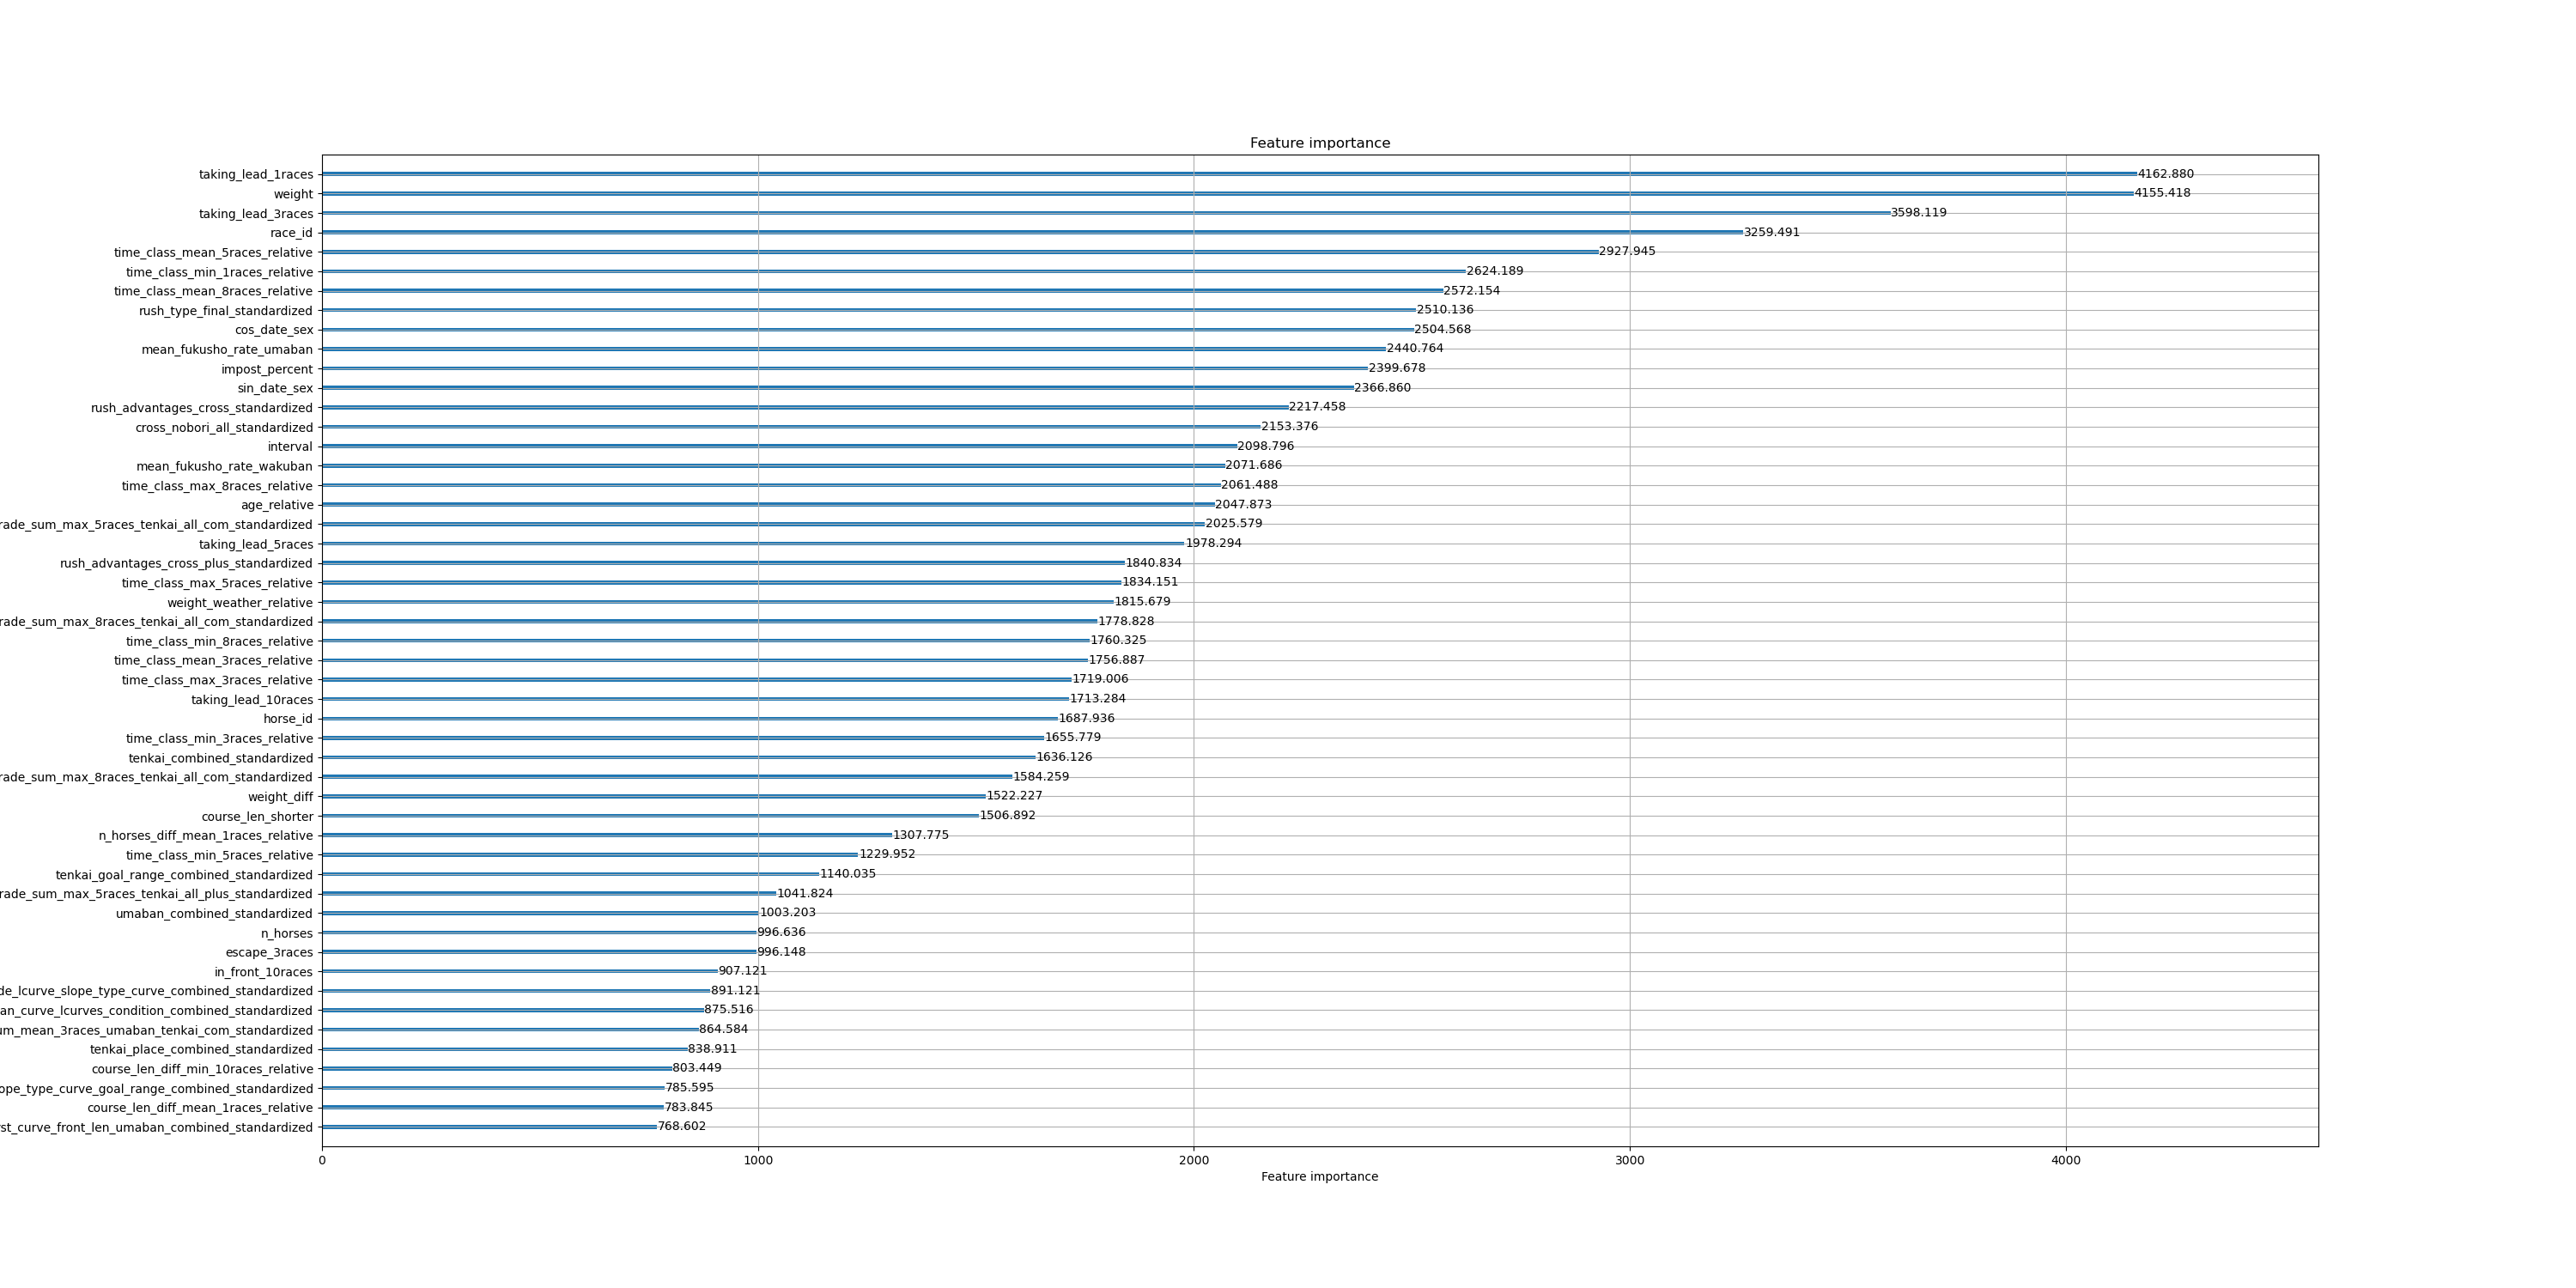 Feature importance
taking_lead_1races 4162.880
weight 4155.418
taking_lead_3races 3598.119
race_id 3259.491
time_class_mean_5races_relative 2927.945
time_class_min_1races_relative 2624.189
time_class_mean_8races_relative 2572.154
rush_type_final_standardized 2510.136
cos_date_sex 2504.568
mean_fukusho_rate_umaban 2440.764
impost_percent 2399.678
sin_date_sex 2366.860
rush_advantages_cross_standardized 2217.458
cross_nobori_all_standardized 2153.376
interval 2098.796
mean_fukusho_rate_wakuban 2071.686
time_class_max_8races_relative 2061.488
age_relative 2047.873
rade_sum_max_5races_tenkai_all_com_standardized 2025.579
taking_lead_5races 1978.294
rush_advantages_cross_plus_standardized 1840.834
time_class_max_5races_relative 1834.151
weight_weather_relative 1815.679
rade_sum_max_8races_tenkai_all_com_standardized 1778.828
time_class_min_8races_relative 1760.325
time_class_mean_3races_relative 1756.887
time_class_max_3races_relative 1719.006
taking_lead_10races 1713.284
horse_id 1687.936
time_class_min_3races_relative 1655.779
tenkai_combined_standardized 1636.126
rade_sum_max_8races_tenkai_all_com_standardized 1584.259
weight_diff 1522.227
course_len_shorter 1506.892
n_horses_diff_mean_1races_relative 1307.775
time_class_min_5races_relative 1229.952
tenkai_goal_range_combined_standardized 1140.035
rade_sum_max_5races_tenkai_all_plus_standardized 1041.824
umaban_combined_standardized 1003.203
n_horses 996.636
escape_3races 996.148
in_front_10races 907.121
de_lcurve_slope_type_curve_combined_standardized 891.121
an_curve_lcurves_condition_combined_standardized 875.516
um_mean_3races_umaban_tenkai_com_standardized 864.584
tenkai_place_combined_standardized 838.911
course_len_diff_min_10races_relative 803.449
ope_type_curve_goal_range_combined_standardized 785.595
course_len_diff_mean_1races_relative 783.845
st_curve_front_len_umaban_combined_standardized 768.602
0 1000 2000 3000 4000
Feature importance